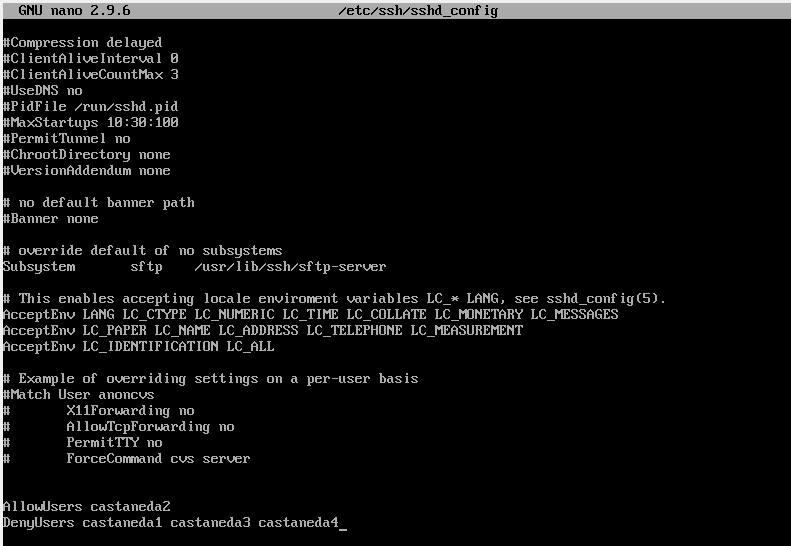 GNU nano 2.9.6 /etc/ssh/sshd_config
#Compression delayed
#ClientAliveInterval 0
#ClientAliveCountMax 3
#UseDNS no
#PidFile /run/sshd.pid
#MaxStartups 10:30:100
#PermitTunnel no
#ChrootDirectory none
#VersionAddendum none
# no default banner path
#Banner none
# override default of no subsystems
Subsystem sftp /usr/lib/ssh/sftp-server
# This enables accepting locale enviroment variables LC_* LANG, see sshd_config(5).
AcceptEnv LANG LC_CTYPE LC_NUMERIC LC_TIME LC_COLLATE LC_MONETARY LC_MESSAGES
AcceptEnv LC_PAPER LC_NAME LC_ADDRESS LC_TELEPHONE LC_MEASUREMENT
AcceptEnv LC_IDENTIFICATION LC_ALL
# Example of overriding settings on a per-user basis
#Match User anoncvs
# X11Forwarding no
# AllowTcpForwarding no
# PermitTTY no
# ForceCommand cvs server
AllowUsers castaneda2
DenyUsers castaneda1 castaneda3 castaneda4_